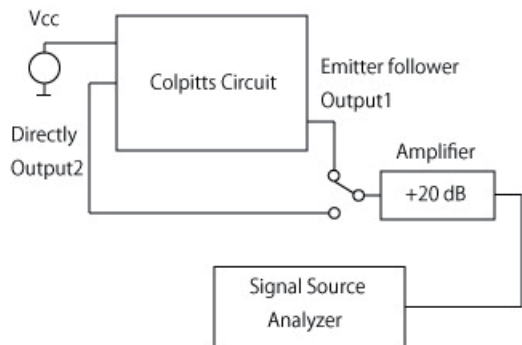 Vcc
Colpitts Circuit
Emitter follower
Output1
Directly
Output2
Amplifier
+20 dB
Signal Source
Analyzer